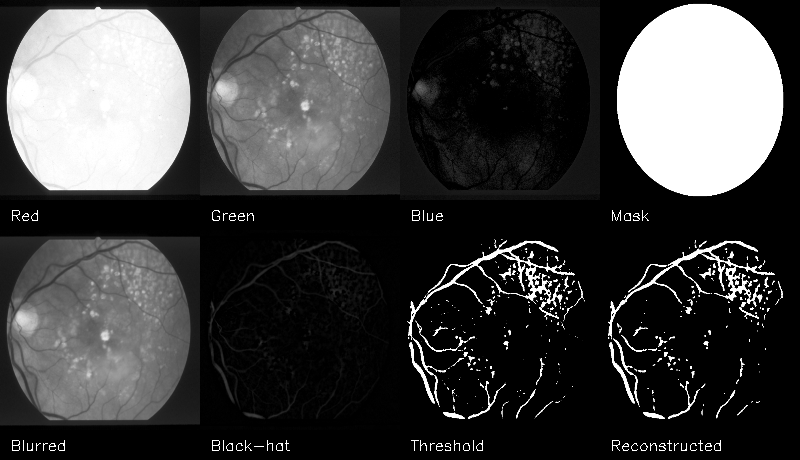 Red
Green
Blue
Mask
Blurred
Black-hat
Threshold
Reconstructed